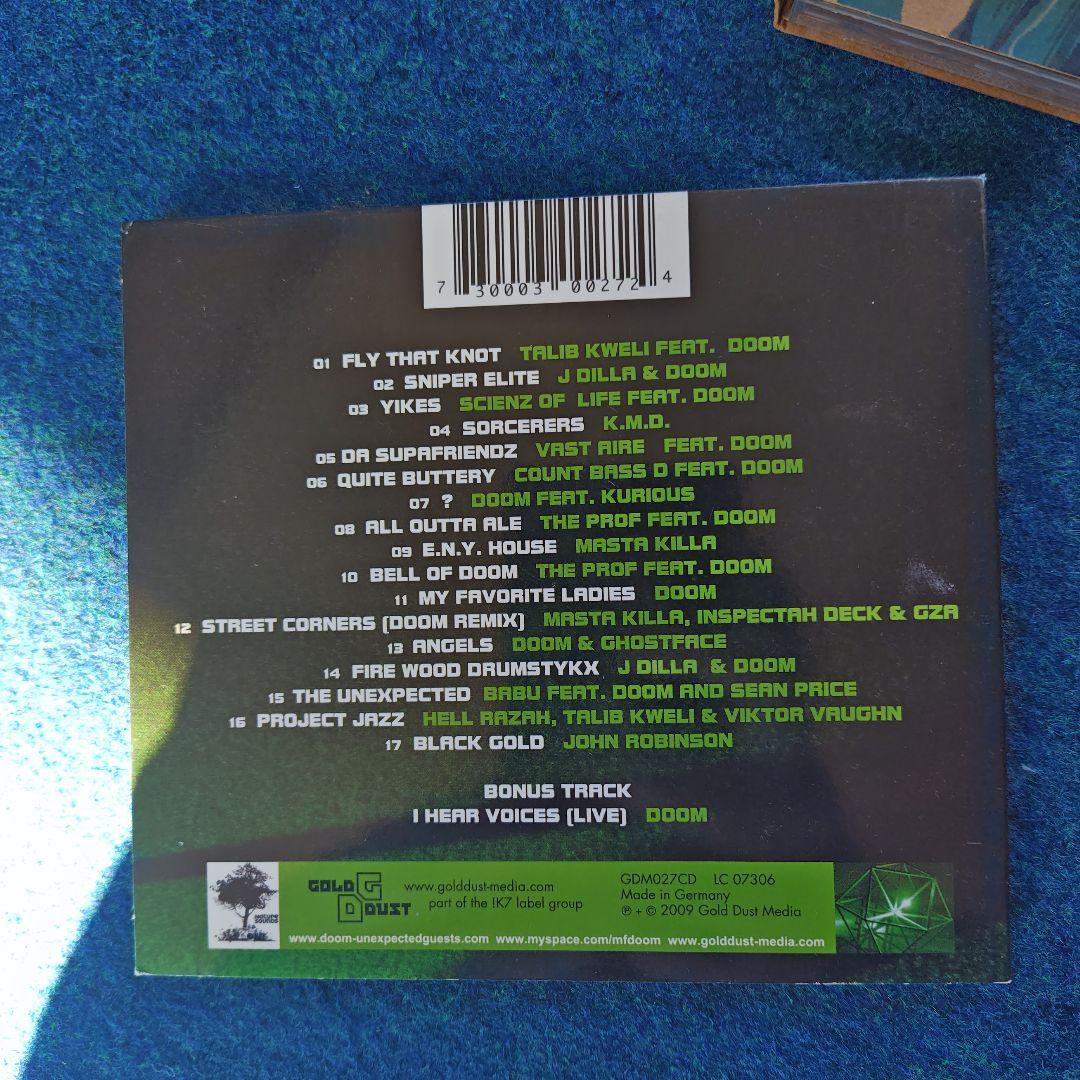 7 30003 00272 4
01 FLY THAT KNOT TALIB KWELI FEAT. DOOM
02 SNIPER ELITE J DILLA & DOOM
03 YIKES SCIENZ OF LIFE FEAT. DOOM
04 SORCERERS K.M.D.
05 DA SUPAFRIENDZ VAST AIRE FEAT. DOOM
06 QUITE BUTTERY COUNT BASS D FEAT. DOOM
07 ? DOOM FEAT. KURIOUS
08 ALL OUTTA ALE THE PROF FEAT. DOOM
09 E.N.Y. HOUSE MASTA KILLA
10 BELL OF DOOM THE PROF FEAT. DOOM
11 MY FAVORITE LADIES DOOM
12 STREET CORNERS (DOOM REMIX) MASTA KILLA, INSPECTAH DECK & GZA
13 ANGELS DOOM & GHOSTFACE
14 FIRE WOOD DRUMSTYKX J DILLA & DOOM
15 THE UNEXPECTED BABU FEAT. DOOM AND SEAN PRICE
16 PROJECT JAZZ HELL RAZAH, TALIB KWELI & VIKTOR VAUGHN
17 BLACK GOLD JOHN ROBINSON
BONUS TRACK
I HEAR VOICES (LIVE) DOOM
NATURE SOUNDS
GOLD DUST
www.golddust-media.com
part of the !K7 label group
GDM027CD LC 07306
Made in Germany
℗ + © 2009 Gold Dust Media
www.doom-unexpectedguests.com www.myspace.com/mfdoom www.golddust-media.com